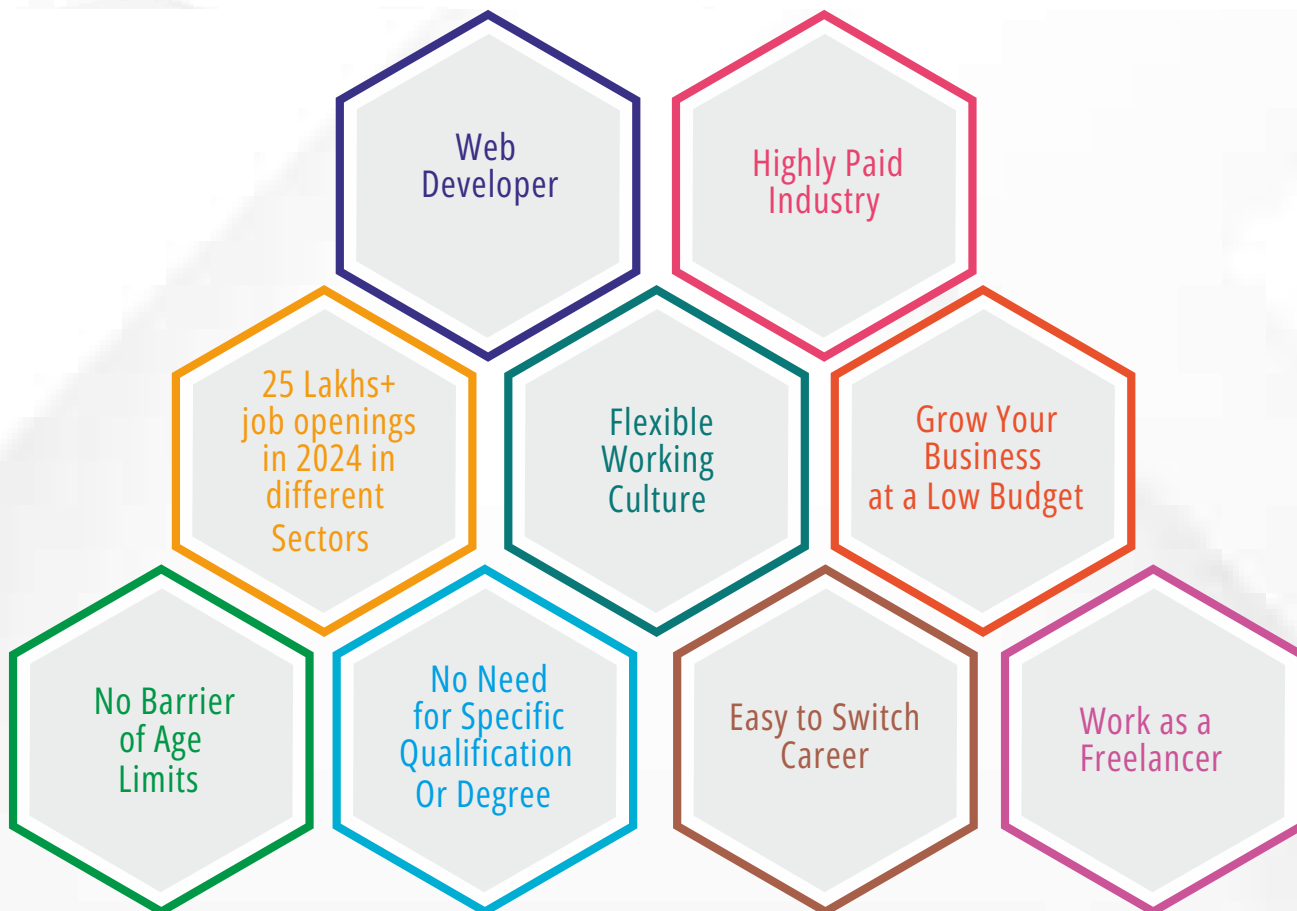 Web
Developer
Highly Paid
Industry
25 Lakhs+
job openings
in 2024 in
different
Sectors
Flexible
Working
Culture
Grow Your
Business
at a Low Budget
No Barrier
of Age
Limits
No Need
for Specific
Qualification
Or Degree
Easy to Switch
Career
Work as a
Freelancer